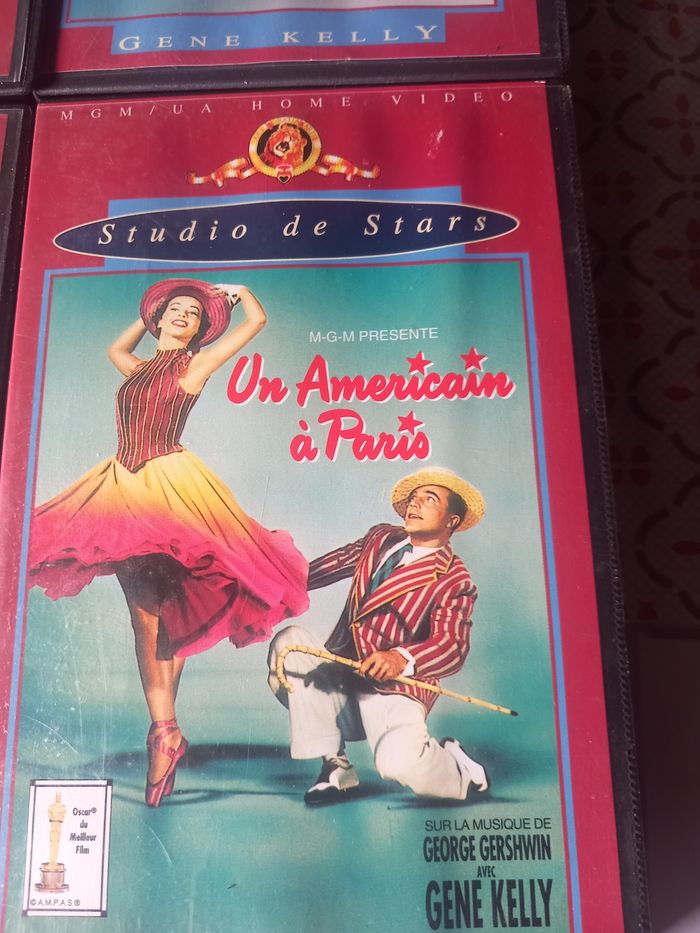 GENE KELLY
MGM/UA HOME VIDEO
Studio de Stars
M-G-M PRESENTE
Un Americain
à Paris
Oscar®
du
Meilleur
Film
©A.M.P.A.S®
SUR LA MUSIQUE DE
GEORGE GERSHWIN
AVEC
GENE KELLY